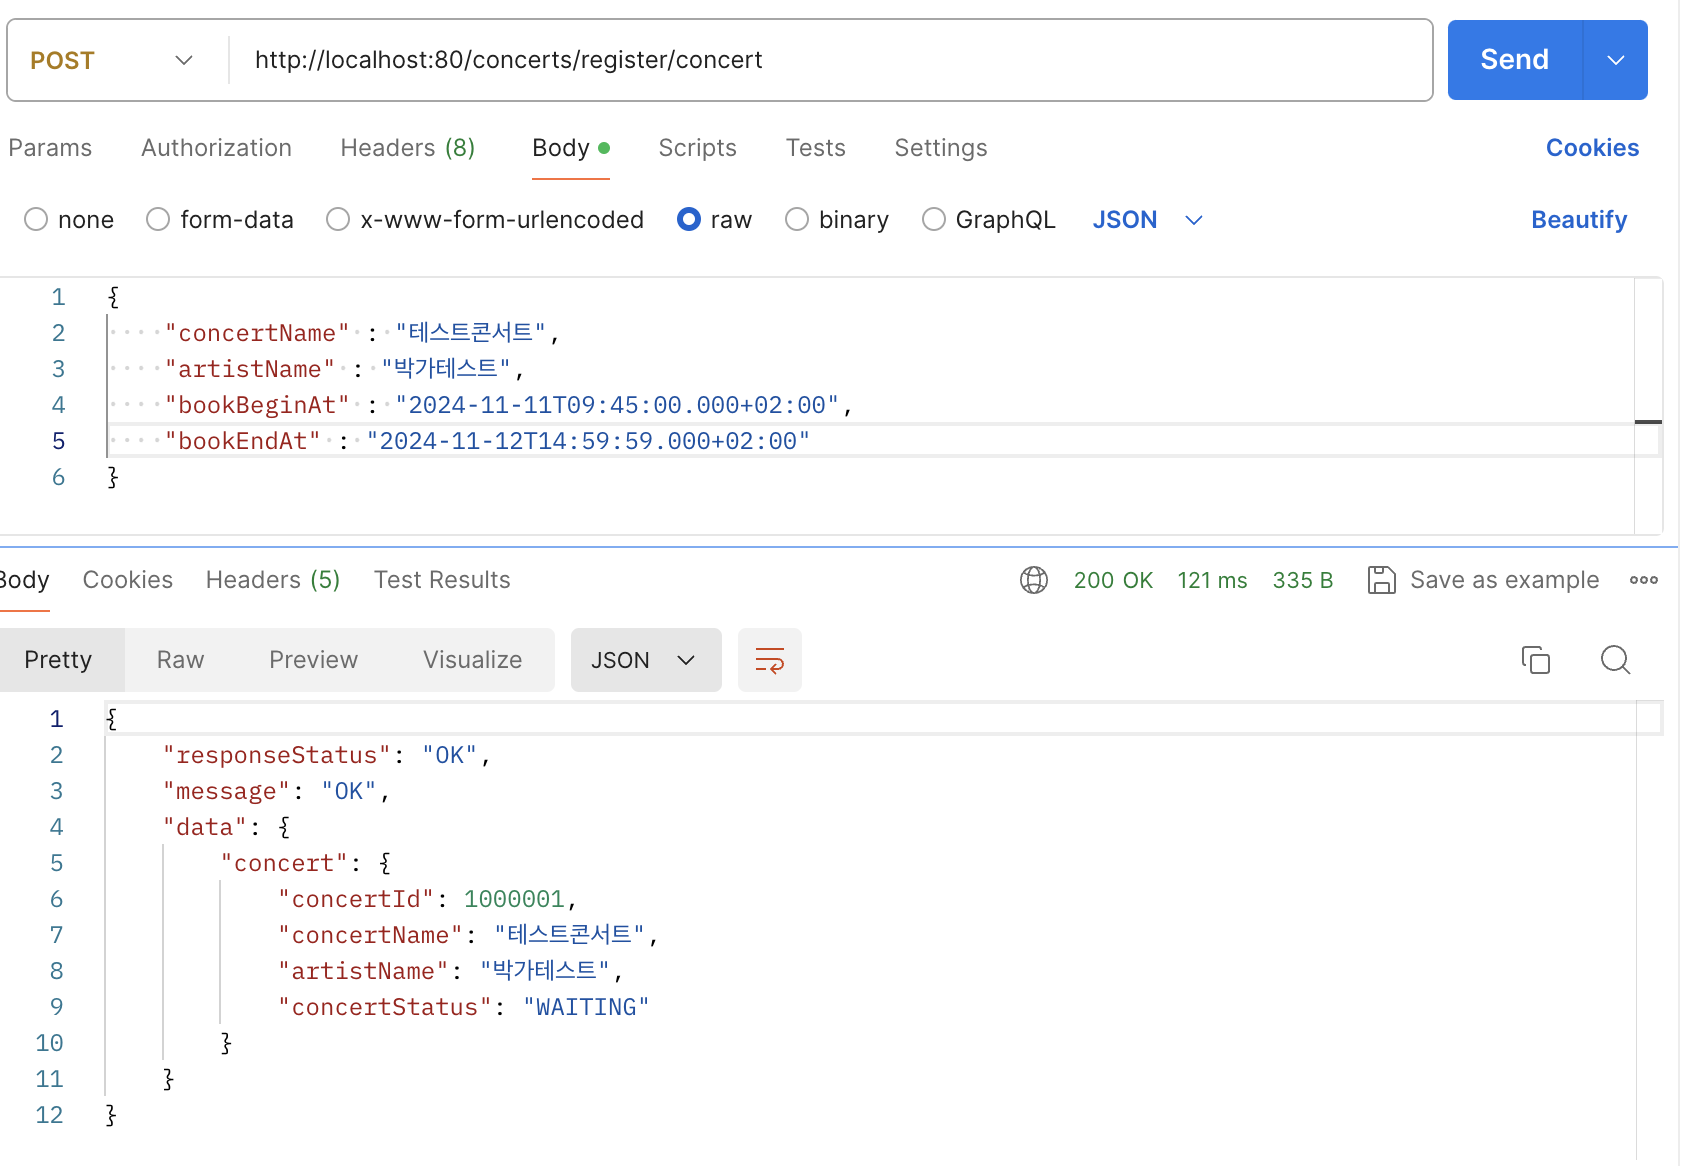 POST http://localhost:80/concerts/register/concert Send
Params Authorization Headers (8) Body Scripts Tests Settings Cookies
none form-data x-www-form-urlencoded raw binary GraphQL JSON Beautify
1 {
2 "concertName" : "테스트콘서트",
3 "artistName" : "박가테스트",
4 "bookBeginAt" : "2024-11-11T09:45:00.000+02:00",
5 "bookEndAt" : "2024-11-12T14:59:59.000+02:00"
6 }
Body Cookies Headers (5) Test Results 200 OK 121 ms 335 B Save as example
Pretty Raw Preview Visualize JSON
1 {
2 "responseStatus": "OK",
3 "message": "OK",
4 "data": {
5 "concert": {
6 "concertId": 1000001,
7 "concertName": "테스트콘서트",
8 "artistName": "박가테스트",
9 "concertStatus": "WAITING"
10 }
11 }
12 }